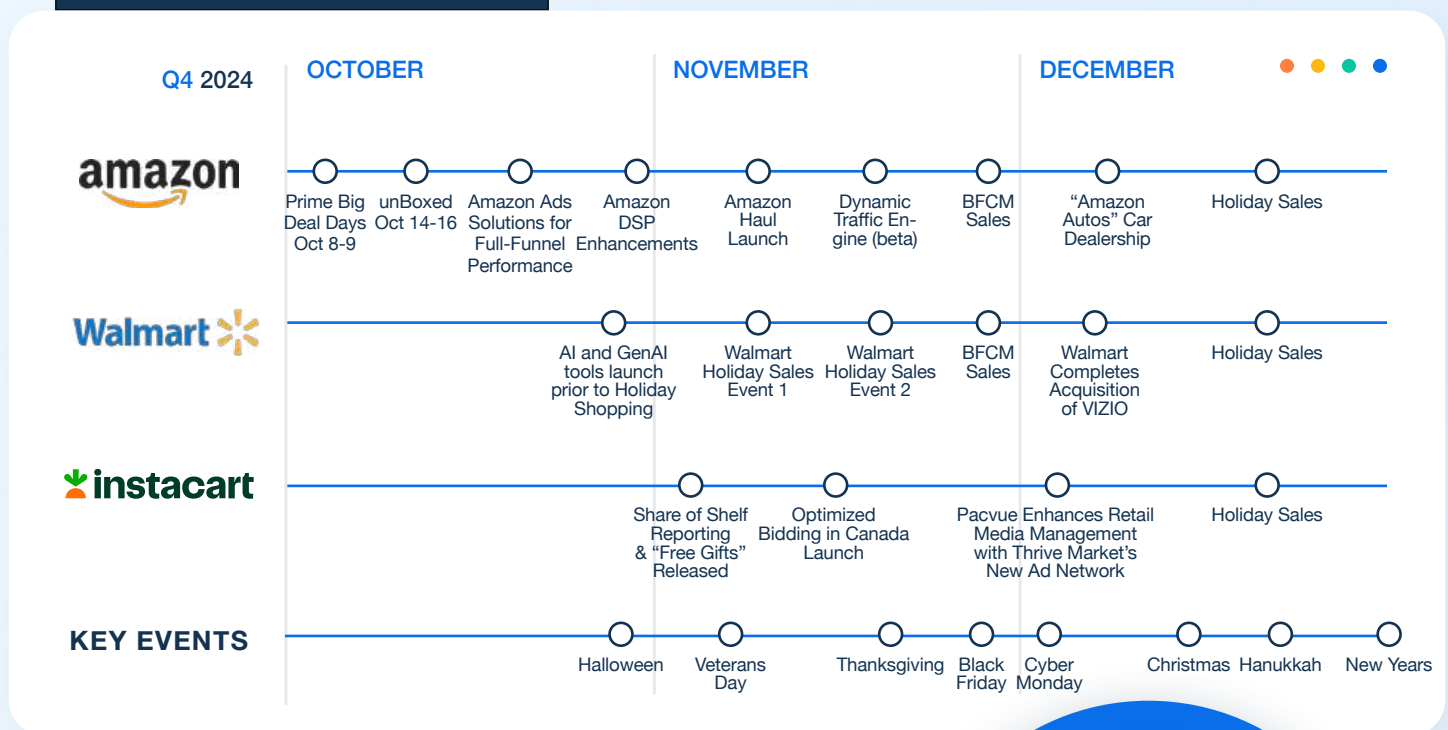 Q4 2024
OCTOBER
NOVEMBER
DECEMBER
amazon
Prime Big
Deal Days
Oct 8-9
unBoxed
Oct 14-16
Amazon Ads
Solutions for
Full-Funnel
Performance
Amazon
DSP
Enhancements
Amazon
Haul
Launch
Dynamic
Traffic En-
gine (beta)
BFCM
Sales
“Amazon
Autos” Car
Dealership
Holiday Sales
Walmart
AI and GenAI
tools launch
prior to Holiday
Shopping
Walmart
Holiday Sales
Event 1
Walmart
Holiday Sales
Event 2
BFCM
Sales
Walmart
Completes
Acquisition
of VIZIO
Holiday Sales
instacart
Share of Shelf
Reporting
& “Free Gifts”
Released
Optimized
Bidding in Canada
Launch
Pacvue Enhances Retail
Media Management
with Thrive Market’s
New Ad Network
Holiday Sales
KEY EVENTS
Halloween
Veterans
Day
Thanksgiving
Black
Friday
Cyber
Monday
Christmas
Hanukkah
New Years